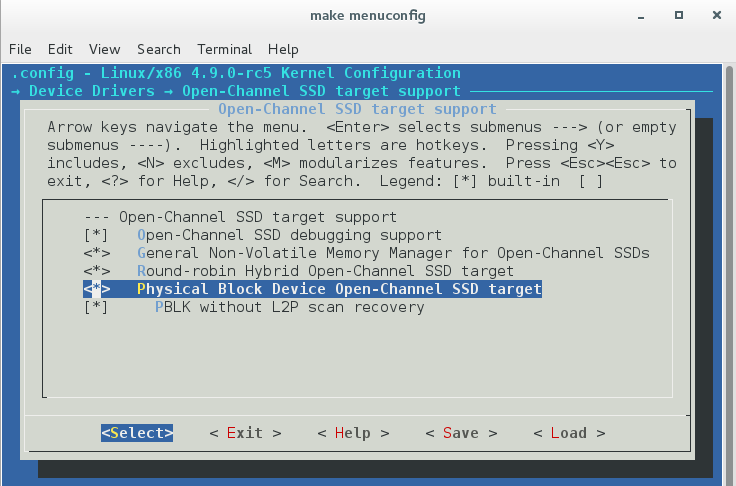 make menuconfig
File Edit View Search Terminal Help
.config - Linux/x86 4.9.0-rc5 Kernel Configuration
→ Device Drivers → Open-Channel SSD target support
Open-Channel SSD target support
Arrow keys navigate the menu.  <Enter> selects submenus ---> (or empty
submenus ----).  Highlighted letters are hotkeys.  Pressing <Y>
includes, <N> excludes, <M> modularizes features.  Press <Esc><Esc> to
exit, <?> for Help, </> for Search.  Legend: [*] built-in  [ ]
--- Open-Channel SSD target support
[*]   Open-Channel SSD debugging support
<*>   General Non-Volatile Memory Manager for Open-Channel SSDs
<*>   Round-robin Hybrid Open-Channel SSD target
<*>   Physical Block Device Open-Channel SSD target
[*]     PBLK without L2P scan recovery
<Select>    < Exit >    < Help >    < Save >    < Load >